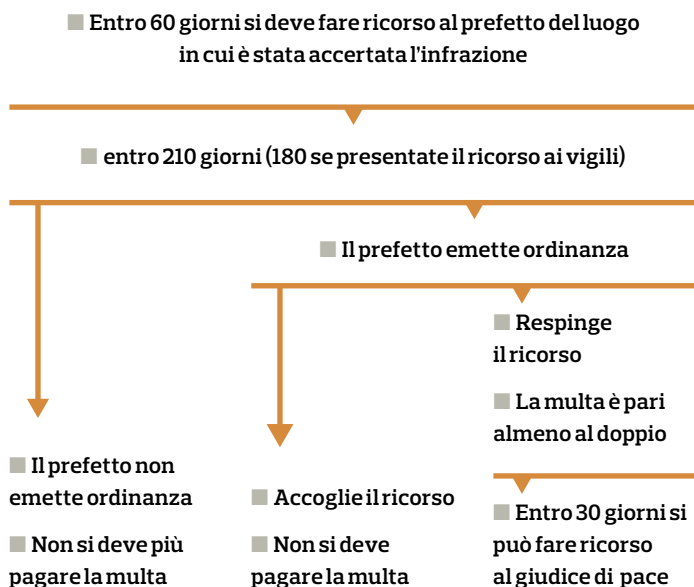 ■ Entro 60 giorni si deve fare ricorso al prefetto del luogo
in cui è stata accertata l'infrazione
■ entro 210 giorni (180 se presentate il ricorso ai vigili)
■ Il prefetto emette ordinanza
■ Respinge
il ricorso
■ La multa è pari
almeno al doppio
■ Il prefetto non
emette ordinanza
■ Non si deve più
pagare la multa
■ Accoglie il ricorso
■ Non si deve
pagare la multa
■ Entro 30 giorni si
può fare ricorso
al giudice di pace